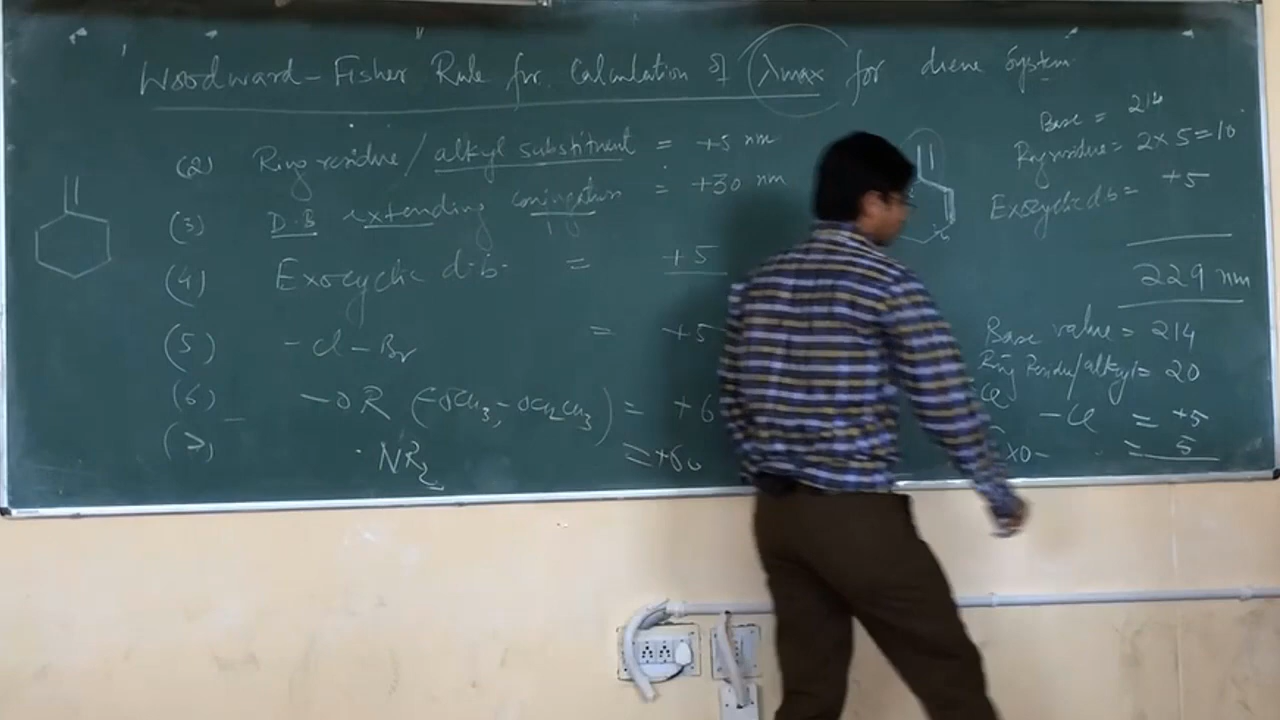 Woodward-Fisher Rule for Calculation of λmax for diene system
(2) Ring residue/alkyl substituent = +5 nm
(3) D.B extending conjugation = +30 nm
(4) Exocyclic d.b. = +5
(5) -Cl -Br = +5
(6) -OR (-OCH3, -OCH2CH3) = +6
(7) NR2 = +60
Base = 214
Ring residue = 2x5=10
Exocyclic d b = +5
229 nm
Base value = 214
Ring Residue/alkyl = 20
-Cl = +5
xo- = 5